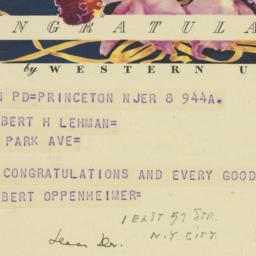 NGRATULA
by WESTERN U
N PD=PRINCETON NJER 8 944A.
BERT H LEHMAN=
PARK AVE=
CONGRATULATIONS AND EVERY GOOD
BERT OPPENHEIMER=
1 EAST 57 STR.
N.Y. CITY.